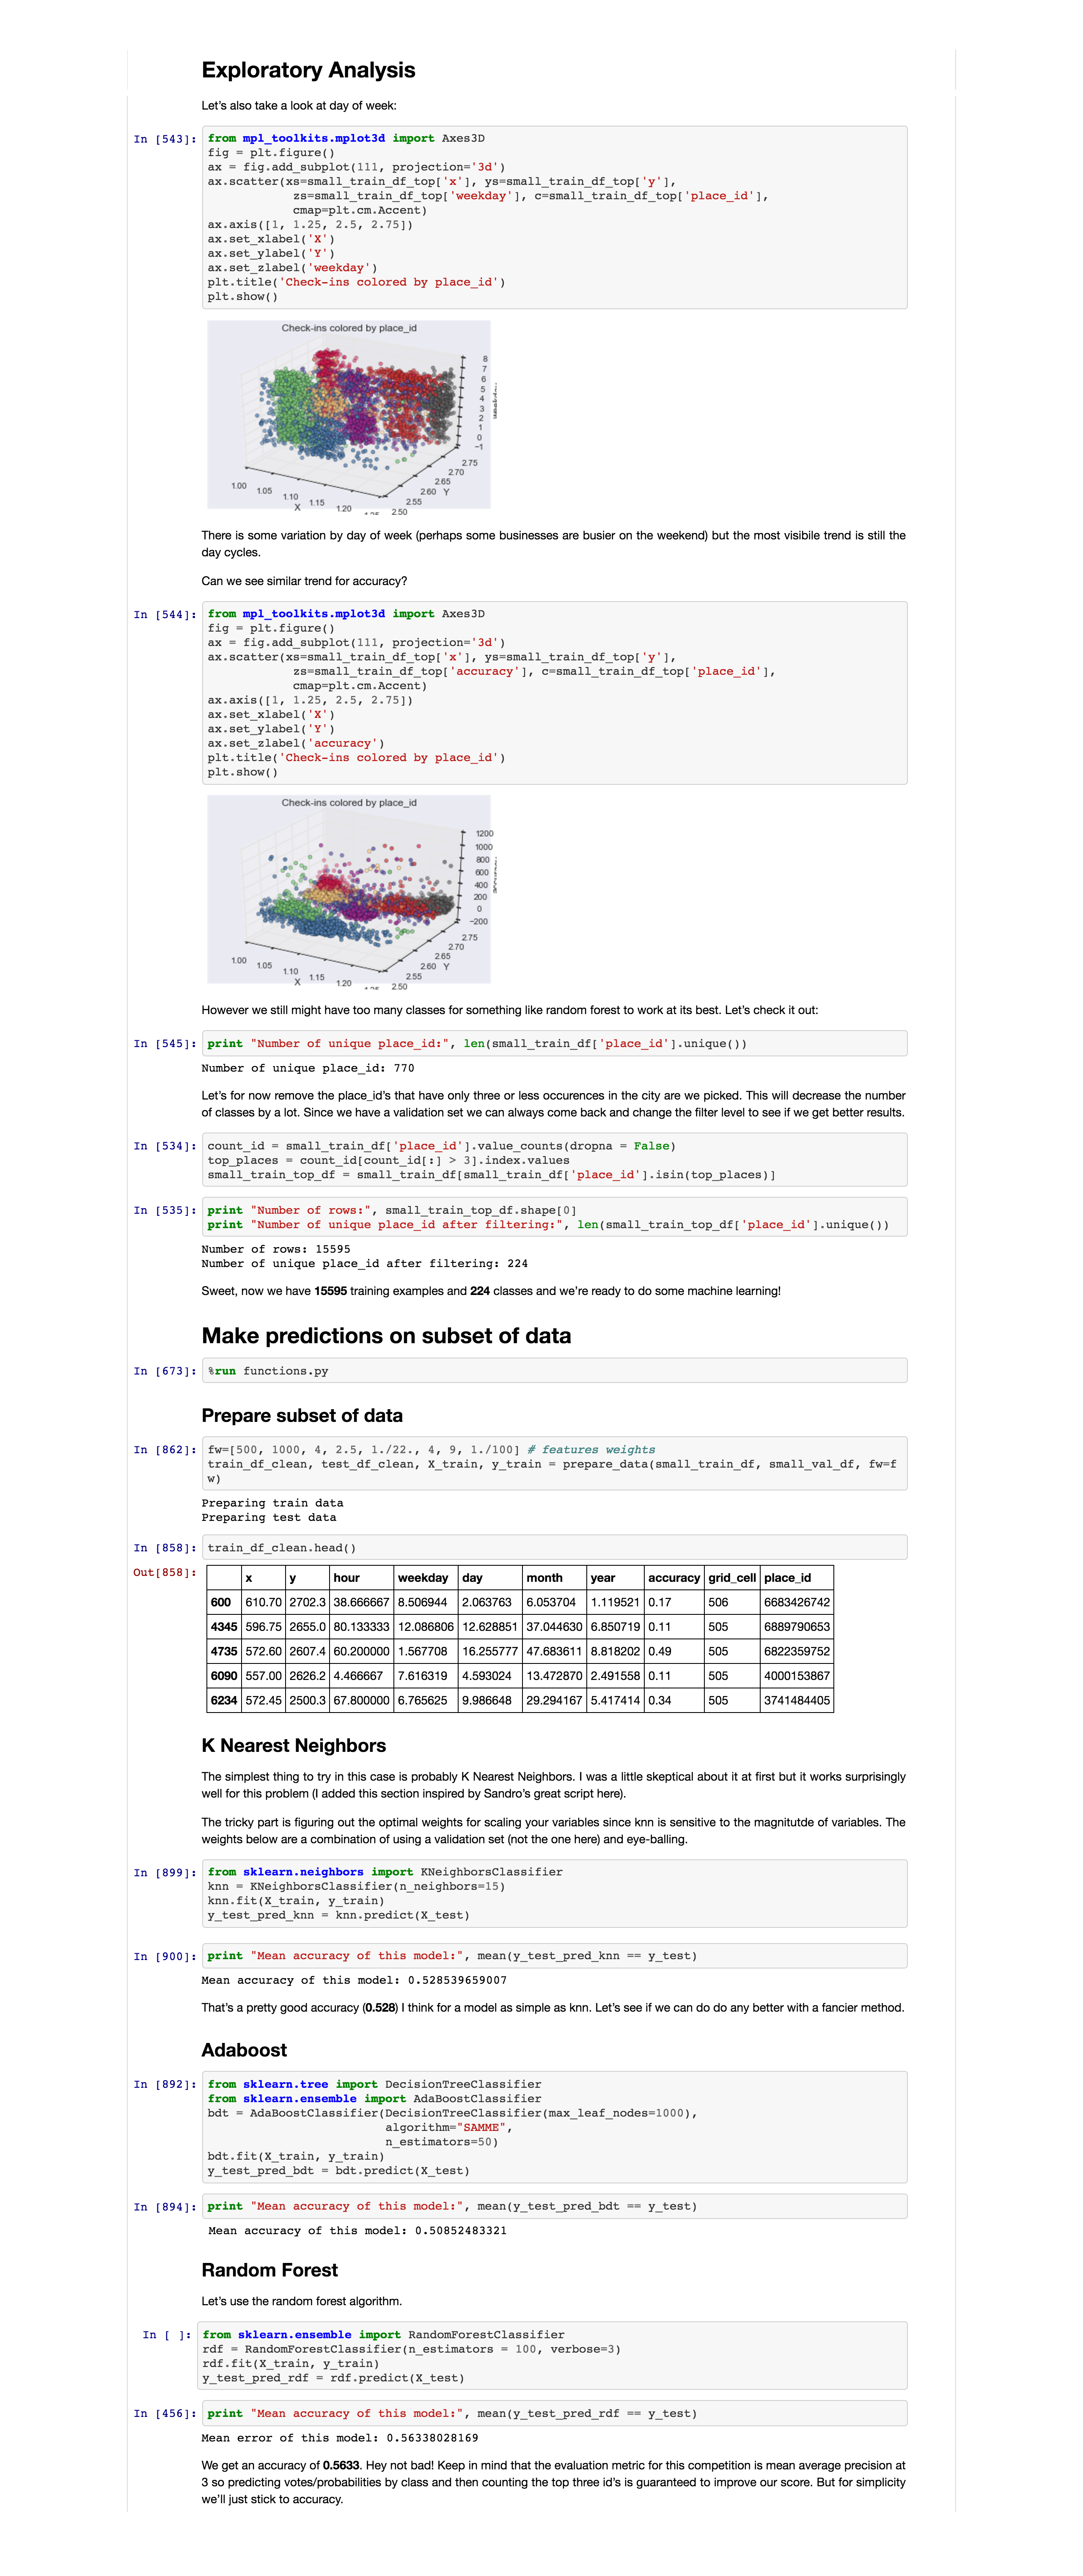 Exploratory Analysis
Let's also take a look at day of week:
In [543]: from mpl_toolkits.mplot3d import Axes3D
fig = plt.figure()
ax = fig.add_subplot(111, projection='3d')
ax.scatter(xs=small_train_df_top['x'], ys=small_train_df_top['y'],
zs=small_train_df_top['weekday'], c=small_train_df_top['place_id'],
cmap=plt.cm.Accent)
ax.axis([1, 1.25, 2.5, 2.75])
ax.set_xlabel('X')
ax.set_ylabel('Y')
ax.set_zlabel('weekday')
plt.title('Check-ins colored by place_id')
plt.show()
Check-ins colored by place_id
8
7
6
5
4
3
2
1
0
−1
2.75
2.70
2.65
2.60 Y
2.55
2.50
1.00
1.05
1.10
X
1.15
1.20
There is some variation by day of week (perhaps some businesses are busier on the weekend) but the most visibile trend is still the
day cycles.
Can we see similar trend for accuracy?
In [544]: from mpl_toolkits.mplot3d import Axes3D
fig = plt.figure()
ax = fig.add_subplot(111, projection='3d')
ax.scatter(xs=small_train_df_top['x'], ys=small_train_df_top['y'],
zs=small_train_df_top['accuracy'], c=small_train_df_top['place_id'],
cmap=plt.cm.Accent)
ax.axis([1, 1.25, 2.5, 2.75])
ax.set_xlabel('X')
ax.set_ylabel('Y')
ax.set_zlabel('accuracy')
plt.title('Check-ins colored by place_id')
plt.show()
Check-ins colored by place_id
1200
1000
800
600
400
200
0
−200
2.75
2.70
2.65
2.60 Y
2.55
2.50
1.00
1.05
1.10
X
1.15
1.20
However we still might have too many classes for something like random forest to work at its best. Let's check it out:
In [545]: print "Number of unique place_id:", len(small_train_df['place_id'].unique())
Number of unique place_id: 770
Let's for now remove the place_id's that have only three or less occurences in the city are we picked. This will decrease the number
of classes by a lot. Since we have a validation set we can always come back and change the filter level to see if we get better results.
In [534]: count_id = small_train_df['place_id'].value_counts(dropna = False)
top_places = count_id[count_id[:] > 3].index.values
small_train_top_df = small_train_df[small_train_df['place_id'].isin(top_places)]
In [535]: print "Number of rows:", small_train_top_df.shape[0]
print "Number of unique place_id after filtering:", len(small_train_top_df['place_id'].unique())
Number of rows: 15595
Number of unique place_id after filtering: 224
Sweet, now we have 15595 training examples and 224 classes and we're ready to do some machine learning!
Make predictions on subset of data
In [673]: %run functions.py
Prepare subset of data
In [862]: fw=[500, 1000, 4, 2.5, 1./22., 4, 9, 1./100] # features weights
train_df_clean, test_df_clean, X_train, y_train = prepare_data(small_train_df, small_val_df, fw=f
w)
Preparing train data
Preparing test data
In [858]: train_df_clean.head()
Out[858]: x y hour weekday day month year accuracy grid_cell place_id
600 610.70 2702.3 38.666667 8.506944 2.063763 6.053704 1.119521 0.17 506 6683426742
4345 596.75 2655.0 80.133333 12.086806 12.628851 37.044630 6.850719 0.11 505 6889790653
4735 572.60 2607.4 60.200000 1.567708 16.255777 47.683611 8.818202 0.49 505 6822359752
6090 557.00 2626.2 4.466667 7.616319 4.593024 13.472870 2.491558 0.11 505 4000153867
6234 572.45 2500.3 67.800000 6.765625 9.986648 29.294167 5.417414 0.34 505 3741484405
K Nearest Neighbors
The simplest thing to try in this case is probably K Nearest Neighbors. I was a little skeptical about it at first but it works surprisingly
well for this problem (I added this section inspired by Sandro's great script here).
The tricky part is figuring out the optimal weights for scaling your variables since knn is sensitive to the magnitutde of variables. The
weights below are a combination of using a validation set (not the one here) and eye-balling.
In [899]: from sklearn.neighbors import KNeighborsClassifier
knn = KNeighborsClassifier(n_neighbors=15)
knn.fit(X_train, y_train)
y_test_pred_knn = knn.predict(X_test)
In [900]: print "Mean accuracy of this model:", mean(y_test_pred_knn == y_test)
Mean accuracy of this model: 0.528539659007
That's a pretty good accuracy (0.528) I think for a model as simple as knn. Let's see if we can do do any better with a fancier method.
Adaboost
In [892]: from sklearn.tree import DecisionTreeClassifier
from sklearn.ensemble import AdaBoostClassifier
bdt = AdaBoostClassifier(DecisionTreeClassifier(max_leaf_nodes=1000),
algorithm="SAMME",
n_estimators=50)
bdt.fit(X_train, y_train)
y_test_pred_bdt = bdt.predict(X_test)
In [894]: print "Mean accuracy of this model:", mean(y_test_pred_bdt == y_test)
Mean accuracy of this model: 0.50852483321
Random Forest
Let's use the random forest algorithm.
In [ ]: from sklearn.ensemble import RandomForestClassifier
rdf = RandomForestClassifier(n_estimators = 100, verbose=3)
rdf.fit(X_train, y_train)
y_test_pred_rdf = rdf.predict(X_test)
In [456]: print "Mean accuracy of this model:", mean(y_test_pred_rdf == y_test)
Mean error of this model: 0.56338028169
We get an accuracy of 0.5633. Hey not bad! Keep in mind that the evaluation metric for this competition is mean average precision at
3 so predicting votes/probabilities by class and then counting the top three id's is guaranteed to improve our score. But for simplicity
we'll just stick to accuracy.